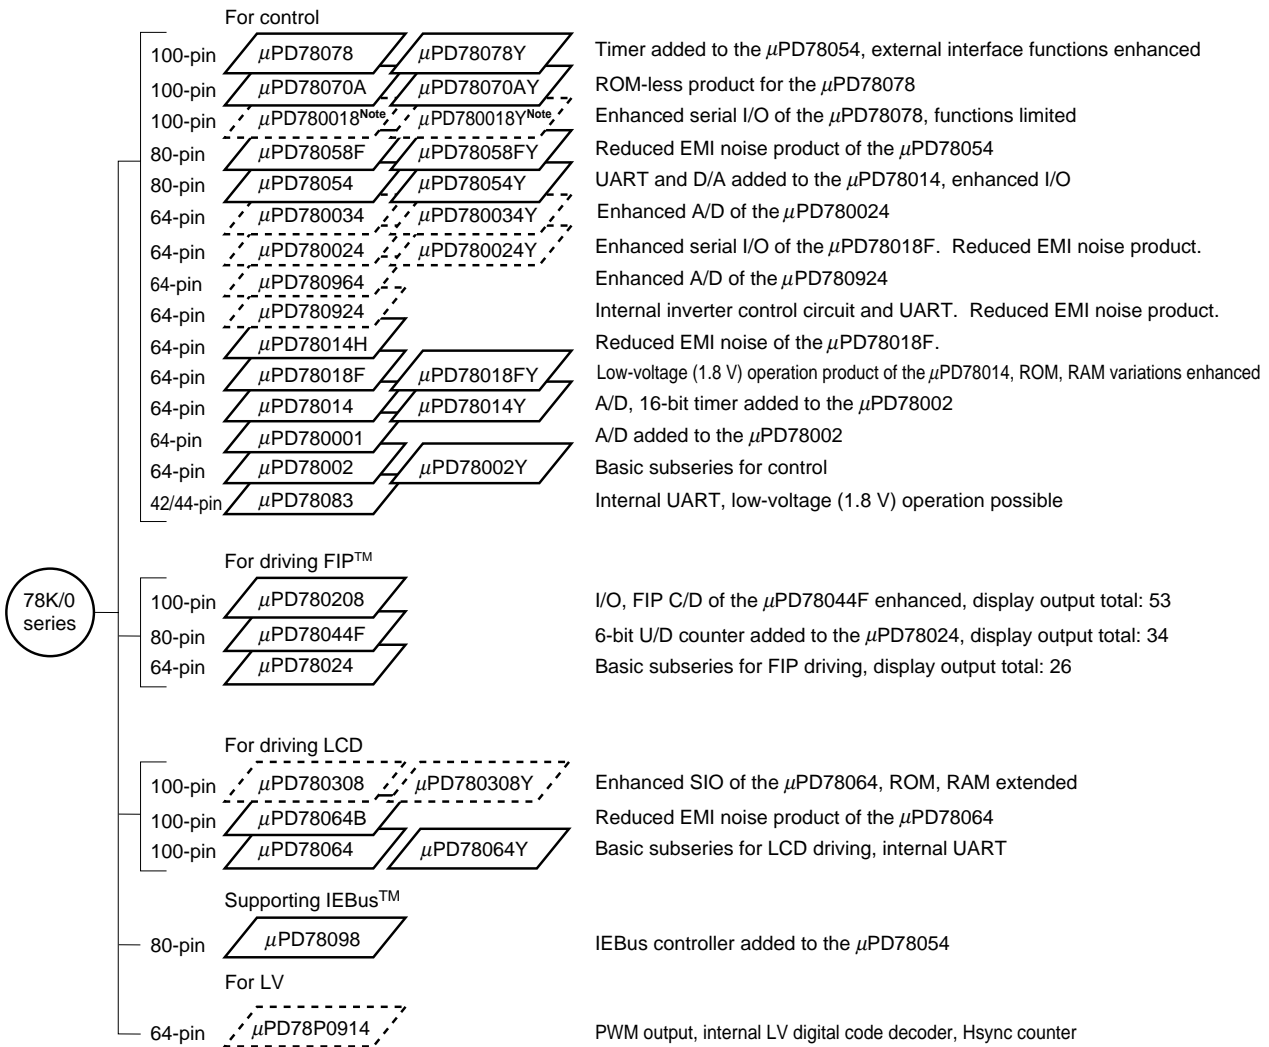 For control
100-pin μPD78078 μPD78078Y Timer added to the μPD78054, external interface functions enhanced
100-pin μPD78070A μPD78070AY ROM-less product for the μPD78078
100-pin μPD780018Note μPD780018YNote Enhanced serial I/O of the μPD78078, functions limited
80-pin μPD78058F μPD78058FY Reduced EMI noise product of the μPD78054
80-pin μPD78054 μPD78054Y UART and D/A added to the μPD78014, enhanced I/O
64-pin μPD780034 μPD780034Y Enhanced A/D of the μPD780024
64-pin μPD780024 μPD780024Y Enhanced serial I/O of the μPD78018F. Reduced EMI noise product.
64-pin μPD780964 Enhanced A/D of the μPD780924
64-pin μPD780924 Internal inverter control circuit and UART. Reduced EMI noise product.
64-pin μPD78014H Reduced EMI noise of the μPD78018F.
64-pin μPD78018F μPD78018FY Low-voltage (1.8 V) operation product of the μPD78014, ROM, RAM variations enhanced
64-pin μPD78014 μPD78014Y A/D, 16-bit timer added to the μPD78002
64-pin μPD780001 A/D added to the μPD78002
64-pin μPD78002 μPD78002Y Basic subseries for control
42/44-pin μPD78083 Internal UART, low-voltage (1.8 V) operation possible
For driving FIP™
78K/0
series
100-pin μPD780208 I/O, FIP C/D of the μPD78044F enhanced, display output total: 53
80-pin μPD78044F 6-bit U/D counter added to the μPD78024, display output total: 34
64-pin μPD78024 Basic subseries for FIP driving, display output total: 26
For driving LCD
100-pin μPD780308 μPD780308Y Enhanced SIO of the μPD78064, ROM, RAM extended
100-pin μPD78064B Reduced EMI noise product of the μPD78064
100-pin μPD78064 μPD78064Y Basic subseries for LCD driving, internal UART
Supporting IEBus™
80-pin μPD78098 IEBus controller added to the μPD78054
For LV
64-pin μPD78P0914 PWM output, internal LV digital code decoder, Hsync counter